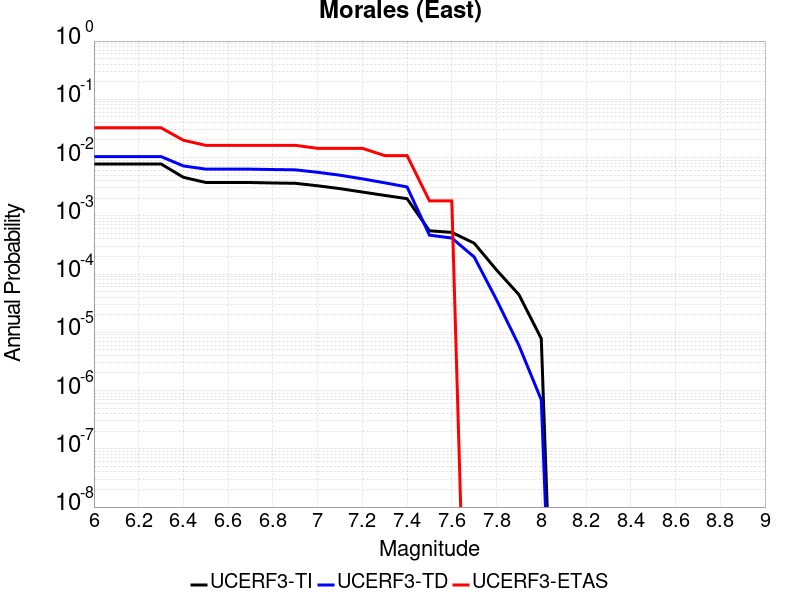 Morales (East)
10^0
10^-1
10^-2
10^-3
10^-4
10^-5
10^-6
10^-7
10^-8
Annual Probability
6 6.2 6.4 6.6 6.8 7 7.2 7.4 7.6 7.8 8 8.2 8.4 8.6 8.8 9
Magnitude
UCERF3-TI UCERF3-TD UCERF3-ETAS